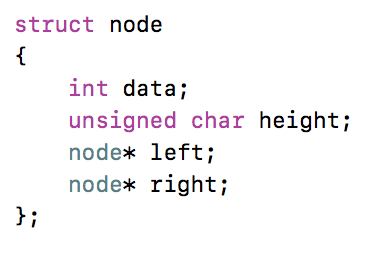 struct node
{
    int data;
    unsigned char height;
    node* left;
    node* right;
};